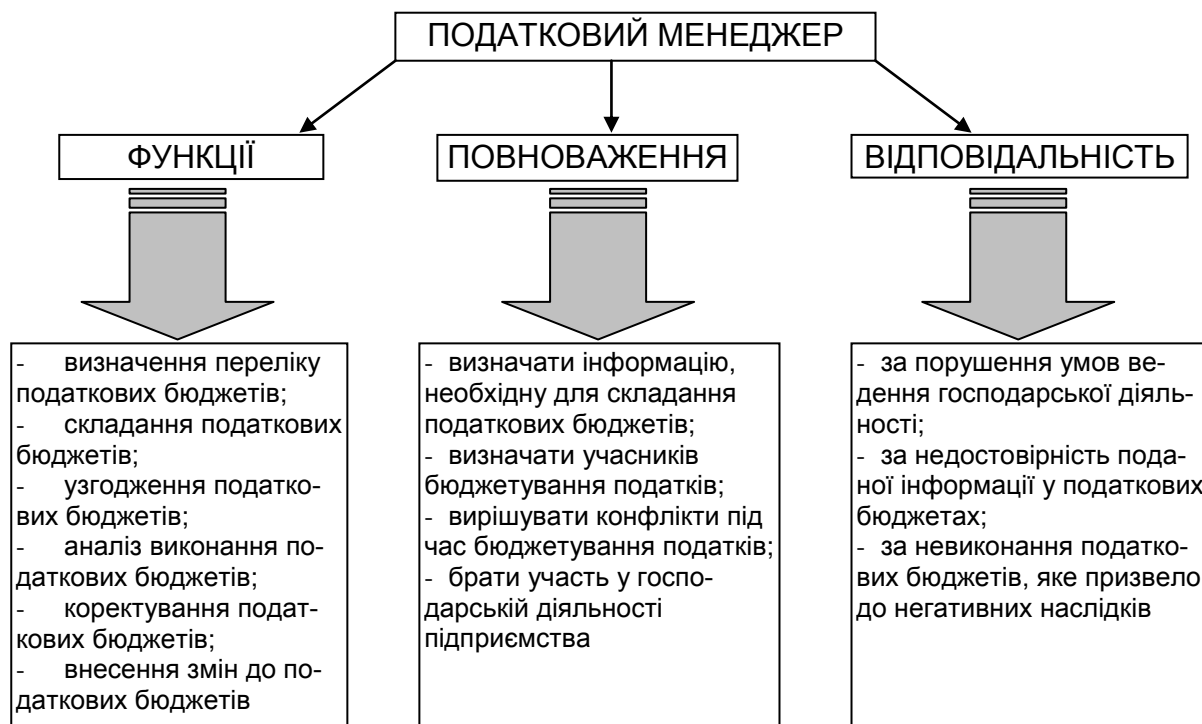 ПОДАТКОВИЙ МЕНЕДЖЕР
ФУНКЦІЇ
ПОВНОВАЖЕННЯ
ВІДПОВІДАЛЬНІСТЬ
- визначення переліку
податкових бюджетів;
- складання податкових
бюджетів;
- узгодження податко-
вих бюджетів;
- аналіз виконання по-
даткових бюджетів;
- коректування подат-
кових бюджетів;
- внесення змін до по-
даткових бюджетів
- визначати інформацію,
необхідну для складання
податкових бюджетів;
- визначати учасників
бюджетування податків;
- вирішувати конфлікти під
час бюджетування податків;
- брати участь у госпо-
дарській діяльності
підприємства
- за порушення умов ве-
дення господарської діяль-
ності;
- за недостовірність пода-
ної інформації у податкових
бюджетах;
- за невиконання податко-
вих бюджетів, яке призвело
до негативних наслідків